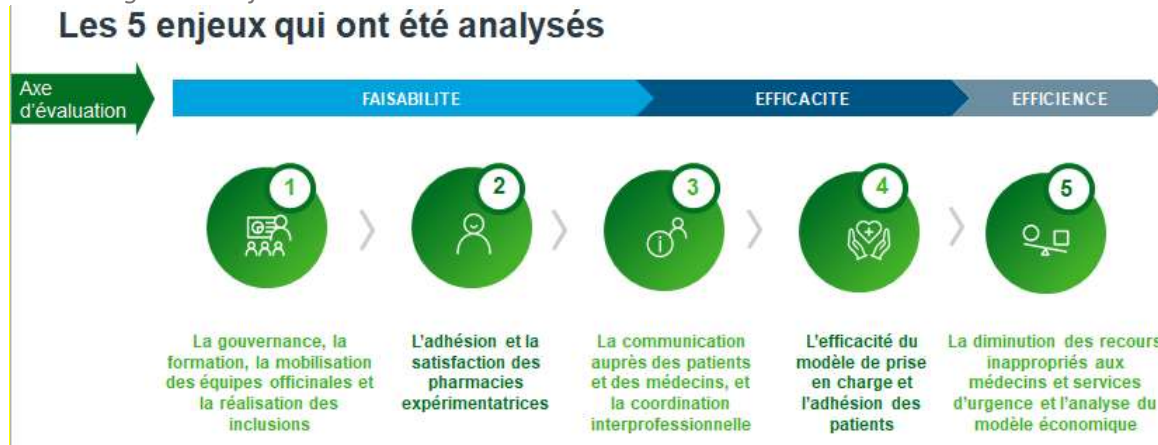 Les 5 enjeux qui ont été analysés
Axe
d'évaluation
FAISABILITE
EFFICACITE
EFFICIENCE
1
2
3
4
5
La gouvernance, la
formation, la mobilisation
des équipes officinales et
la réalisation des
inclusions
L'adhésion et la
satisfaction des
pharmacies
expérimentatrices
La communication
auprès des patients
et des médecins, et
la coordination
interprofessionnelle
L'efficacité du
modèle de prise
en charge et
l'adhésion des
patients
La diminution des recours
inappropriés aux
médecins et services
d'urgence et l'analyse du
modèle économique